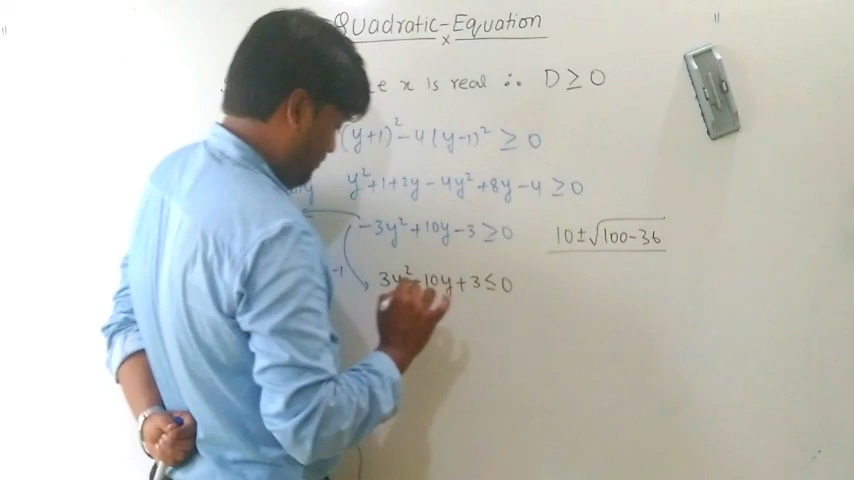 Quadratic-Equation
x
x is real ∴ D ≥ 0
(y+1)² - 4(y-1)² ≥ 0
y² + 1 + 2y - 4y² + 8y - 4 ≥ 0
-3y² + 10y - 3 ≥ 0
10 ± √100-36
-1
3y² - 10y + 3 ≤ 0